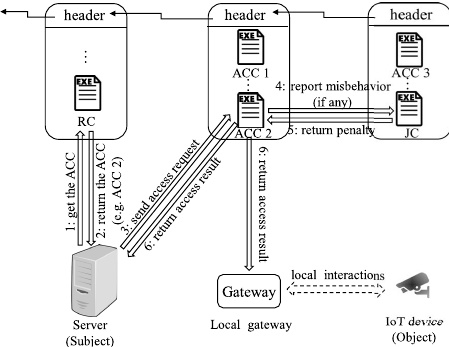 header
header
header
EXE
ACC 1
EXE
ACC 3
EXE
RC
EXE
ACC 2
EXE
JC
4: report misbehavior
(if any)
5: return penalty
1: get the ACC
2: return the ACC
(e.g. ACC 2)
3: send access request
6: return access result
6: return access
result
local interactions
Gateway
Server
(Subject)
Local gateway
IoT device
(Object)